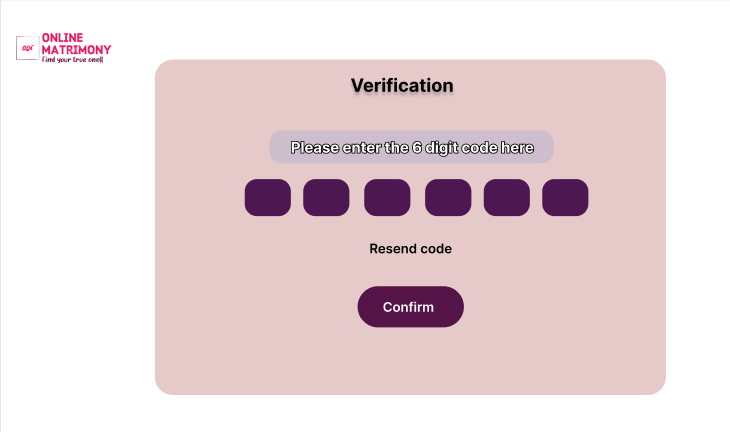 ONLINE
MATRIMONY
Find your true one!!
Verification
Please enter the 6 digit code here
Resend code
Confirm